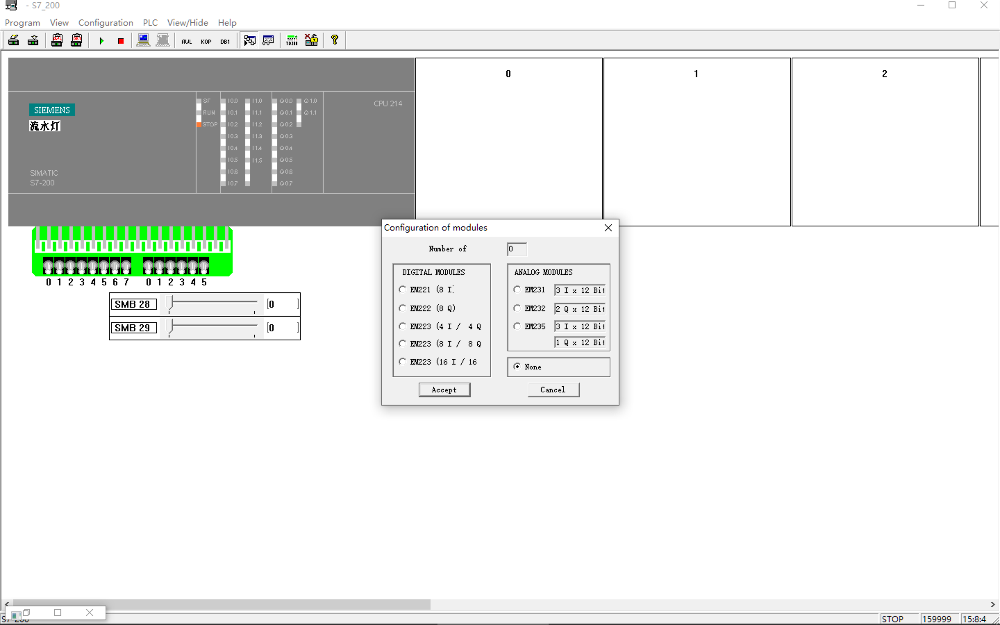 - S7_200
Program View Configuration PLC View/Hide Help
AWL KOP DB1 TD200 ?
0 1 2
SIEMENS
流水灯
SIMATIC
S7-200
SF I0.0 I1.0 Q0.0 Q1.0
RUN I0.1 I1.1 Q0.1 Q1.1
STOP I0.2 I1.2 Q0.2
I0.3 I1.3 Q0.3
I0.4 I1.4 Q0.4
I0.5 I1.5 Q0.5
I0.6 Q0.6
I0.7 Q0.7
CPU 214
0 1 2 3 4 5 6 7 0 1 2 3 4 5
SMB 28 [0 ]
SMB 29 [0 ]
Configuration of modules
Number of 0
DIGITAL MODULES
EM221 (8 I)
EM222 (8 Q)
EM223 (4 I / 4 Q
EM223 (8 I / 8 Q
EM223 (16 I / 16
ANALOG MODULES
EM231 3 I x 12 Bit
EM232 2 Q x 12 Bit
EM235 3 I x 12 Bit
1 Q x 12 Bit
None
Accept Cancel
S7-200
STOP 159999 15:8:4